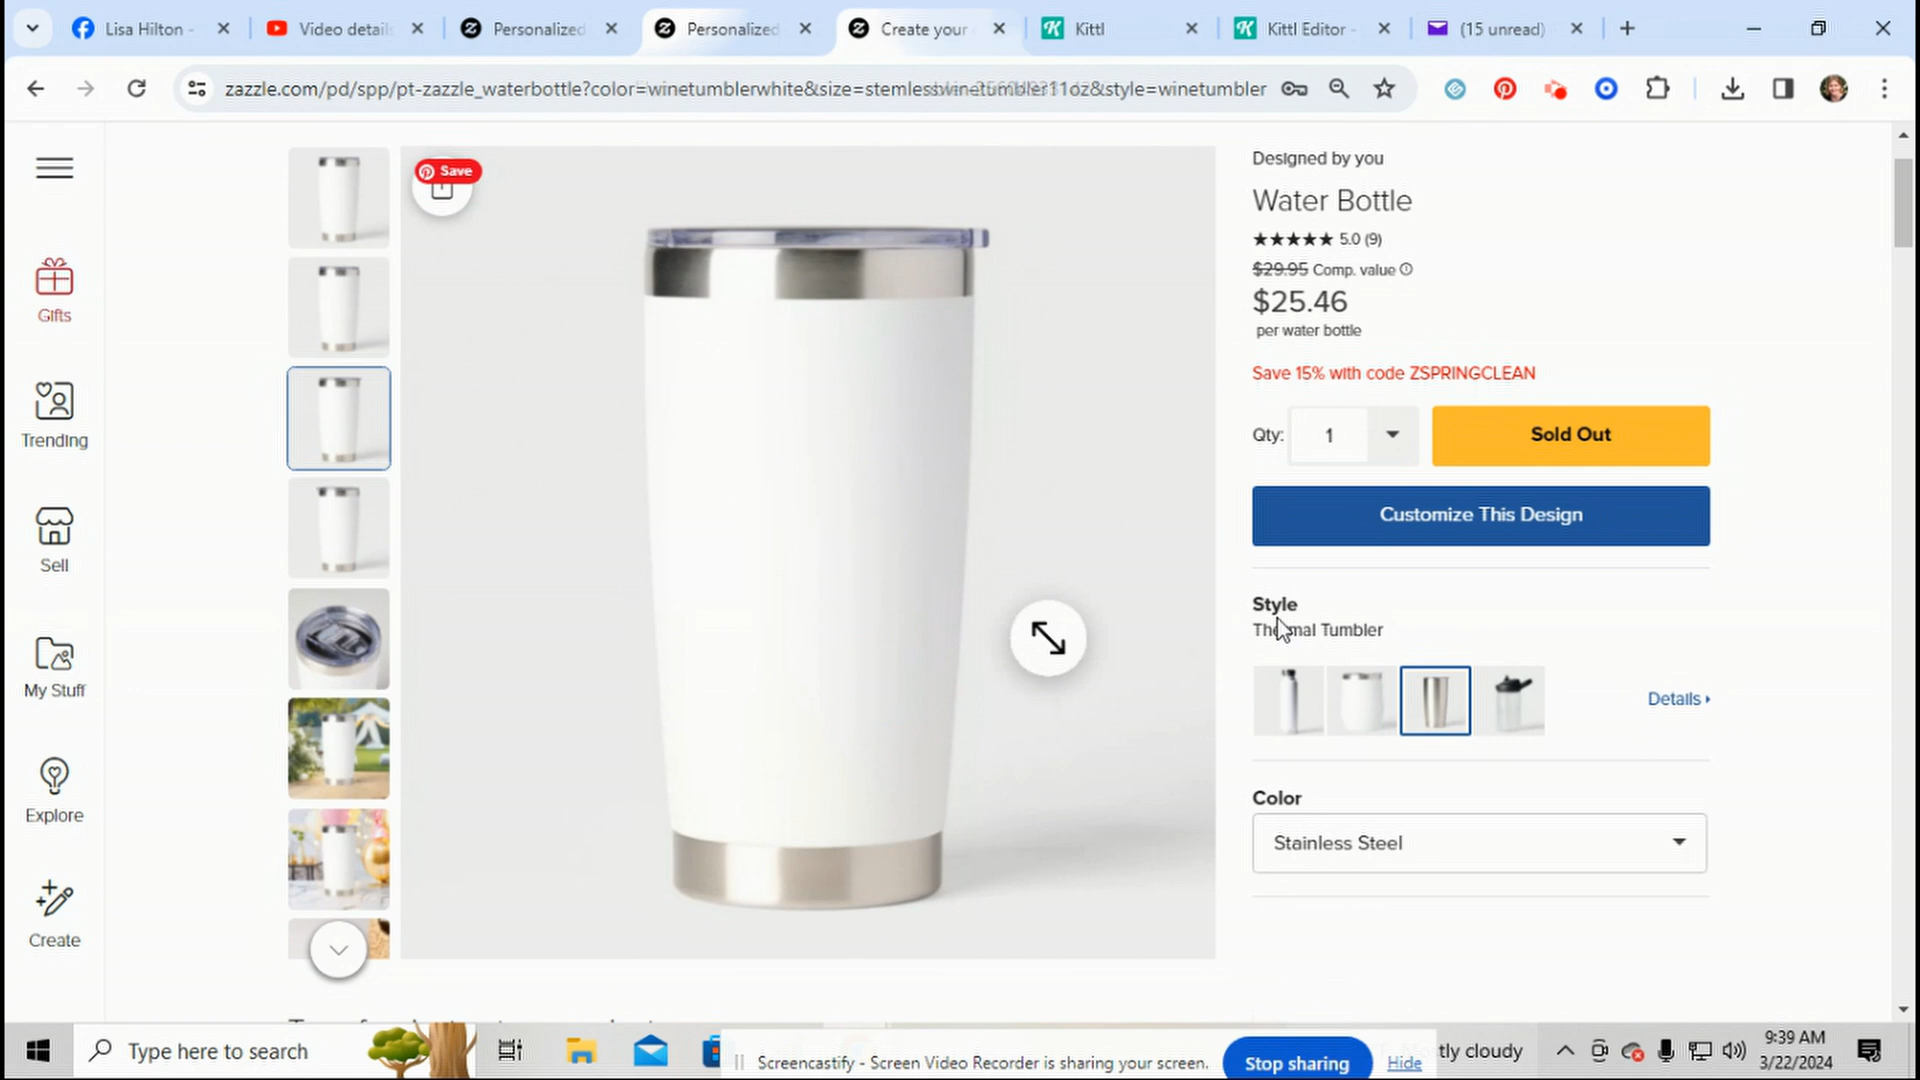 Lisa Hilton -
Video details
Personalized
Personalized
Create your
Kittl
Kittl Editor -
(15 unread)
zazzle.com/pd/spp/pt-zazzle_waterbottle?color=winetumblerwhite&size=stemlesswinetumbler11oz&style=winetumbler
Gifts
Trending
Sell
My Stuff
Explore
Create
Save
Designed by you
Water Bottle
★★★★★ 5.0 (9)
$29.95 Comp. value
$25.46
per water bottle
Save 15% with code ZSPRINGCLEAN
Qty: 1
Sold Out
Customize This Design
Style
Thermal Tumbler
Details
Color
Stainless Steel
Type here to search
Screencastify - Screen Video Recorder is sharing your screen.
Stop sharing
Hide
tly cloudy
9:39 AM
3/22/2024